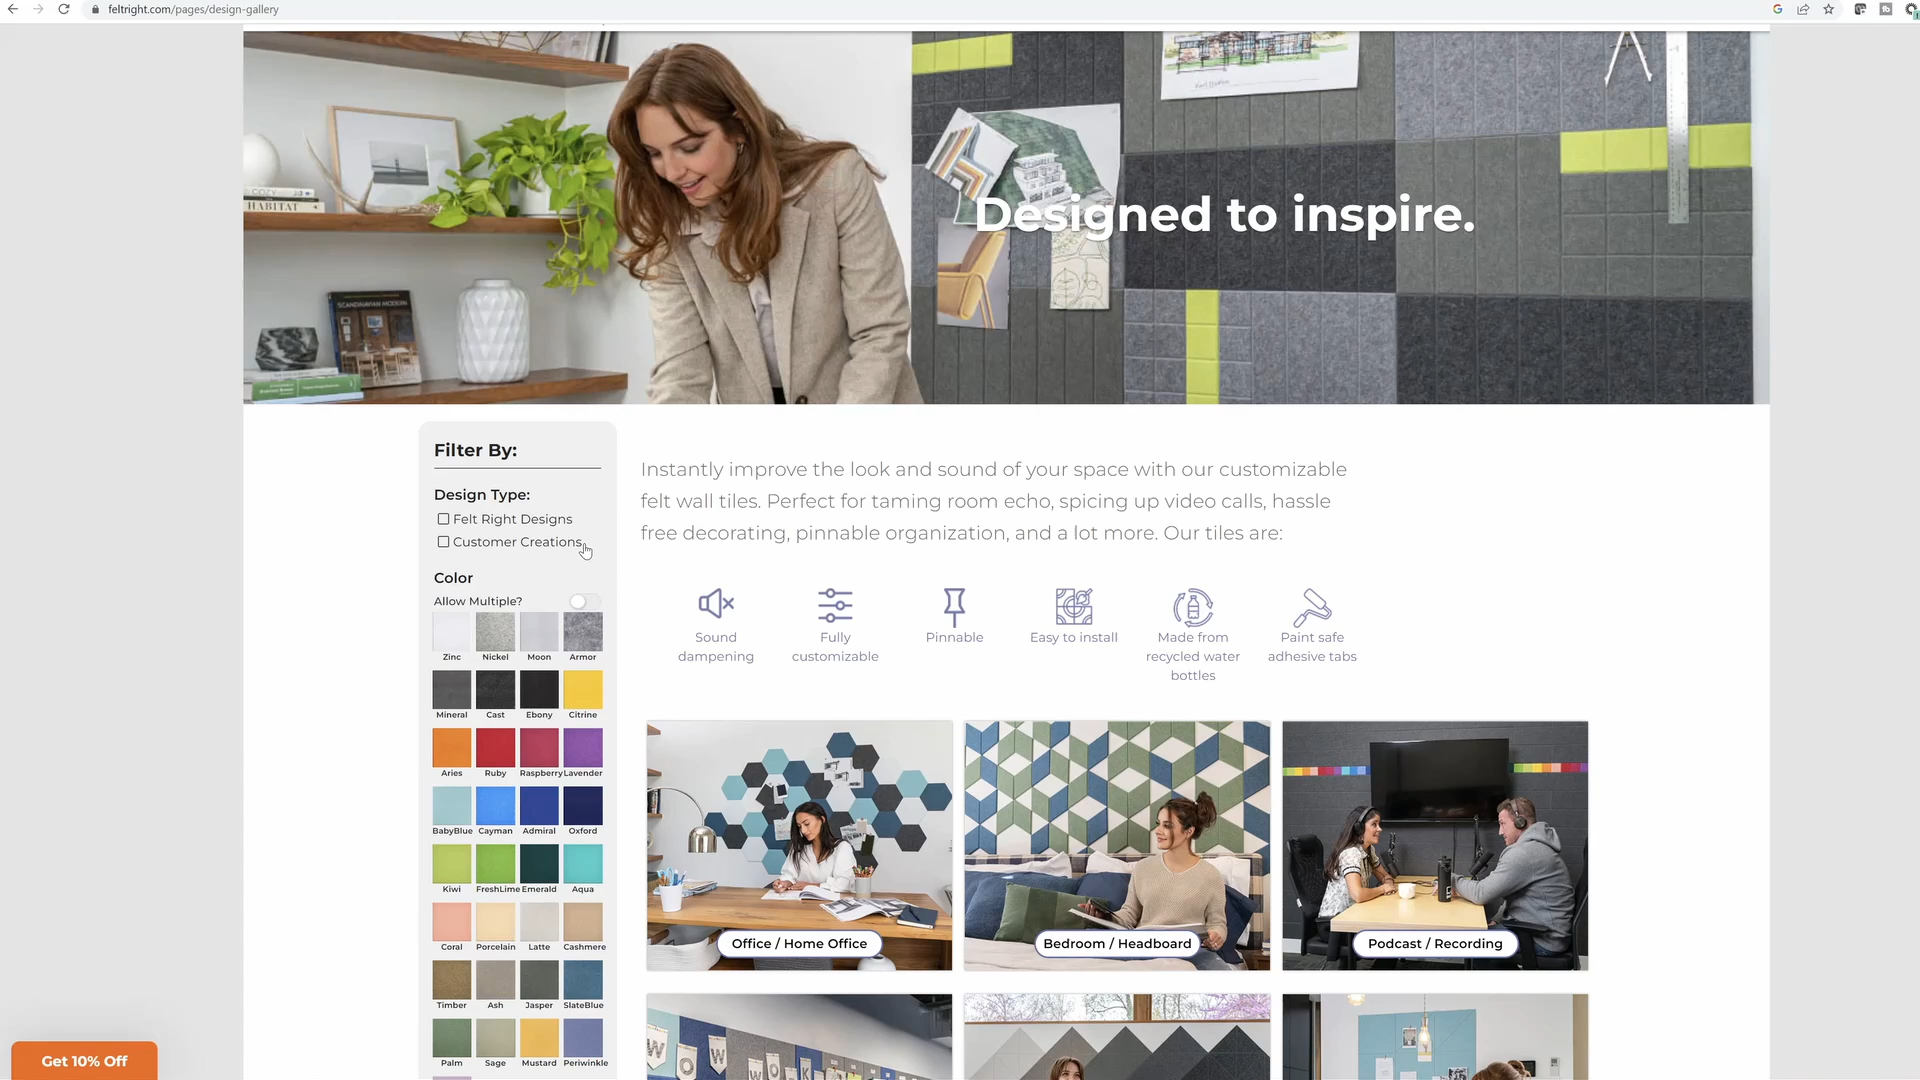 feltright.com/pages/design-gallery
COZY
HABITAT
SCANDINAVIAN
MODERN
Designed to inspire.
Filter By:
Design Type:
Felt Right Designs
Customer Creations
Color
Allow Multiple?
Zinc Nickel Moon Armor
Mineral Cast Ebony Citrine
Aries Ruby Raspberry Lavender
BabyBlue Cayman Admiral Oxford
Kiwi FreshLime Emerald Aqua
Coral Porcelain Latte Cashmere
Timber Ash Jasper SlateBlue
Palm Sage Mustard Periwinkle
Instantly improve the look and sound of your space with our customizable
felt wall tiles. Perfect for taming room echo, spicing up video calls, hassle
free decorating, pinnable organization, and a lot more. Our tiles are:
Sound
dampening
Fully
customizable
Pinnable
Easy to install
Made from
recycled water
bottles
Paint safe
adhesive tabs
Office / Home Office
Bedroom / Headboard
Podcast / Recording
W O W W O R K
Get 10% Off